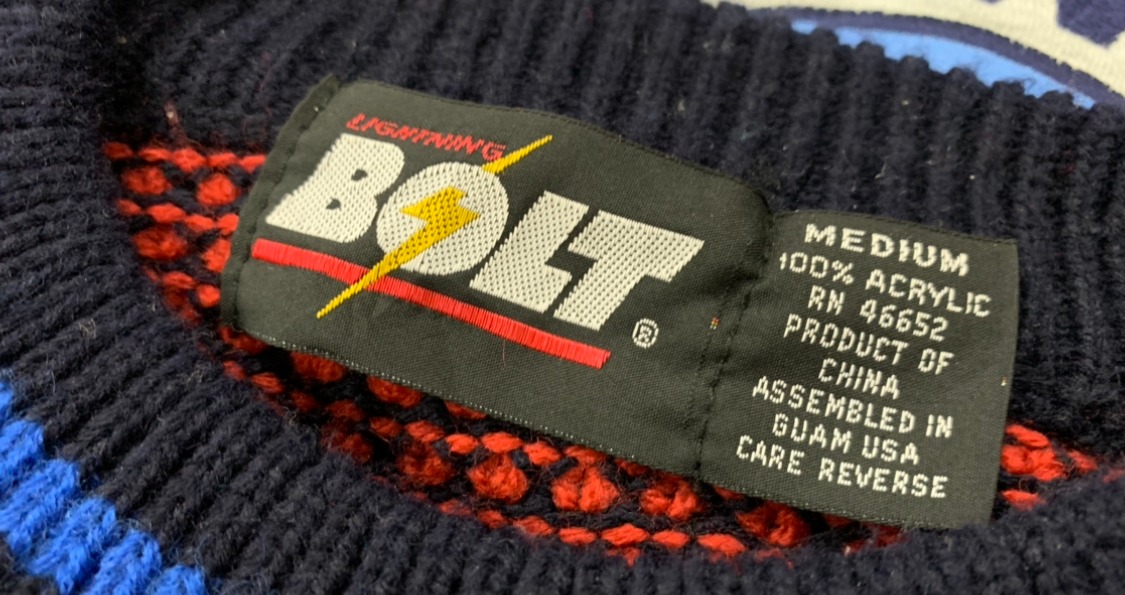 LIGHTNING
BOLT
®
MEDIUM
100% ACRYLIC
RN 46652
PRODUCT OF
CHINA
ASSEMBLED IN
GUAM USA
CARE REVERSE